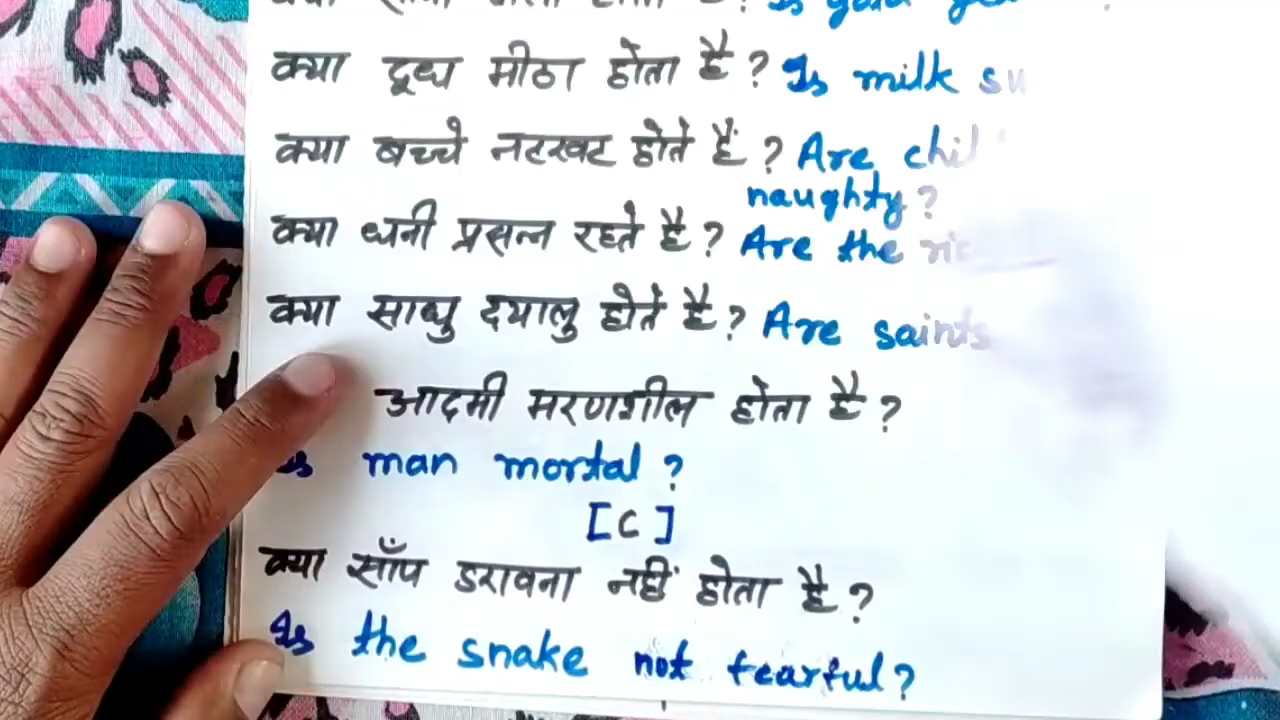 क्या दूध मीठा होता है? Is milk
क्या बच्चे नटखट होते हैं? Are
naughty?
क्या धनी प्रसन्न रहते है? Are the
क्या साधु दयालु होते है? Are saints
आदमी मरणशील होता है?
Is man mortal?
[C]
क्या साँप डरावना नहीं होता है?
Is the snake not fearful?